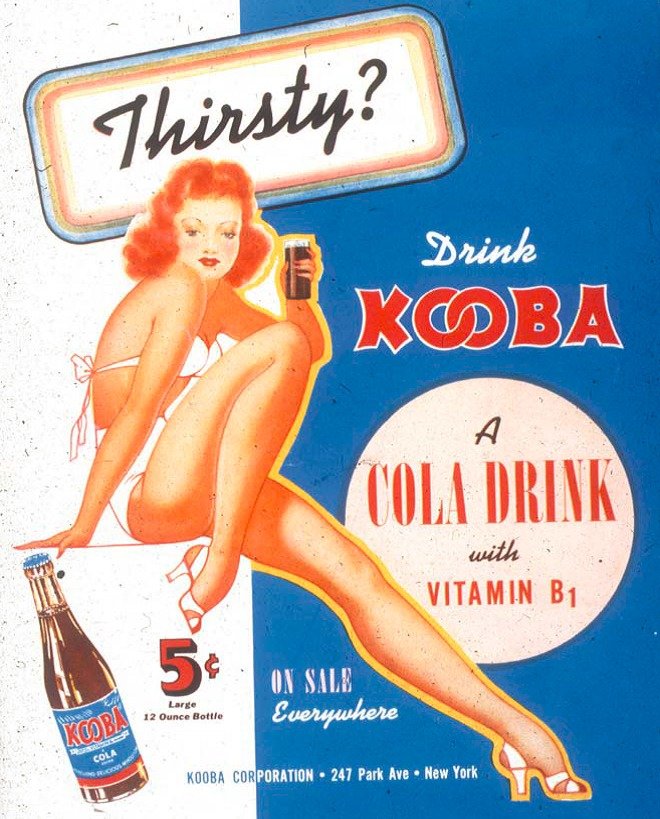 Thirsty?
Drink
KOOBA
A
COLA DRINK
with
VITAMIN B1
5¢
Large
12 Ounce Bottle
ON SALE
Everywhere
KOOBA
COLA
KOOBA CORPORATION • 247 Park Ave • New York